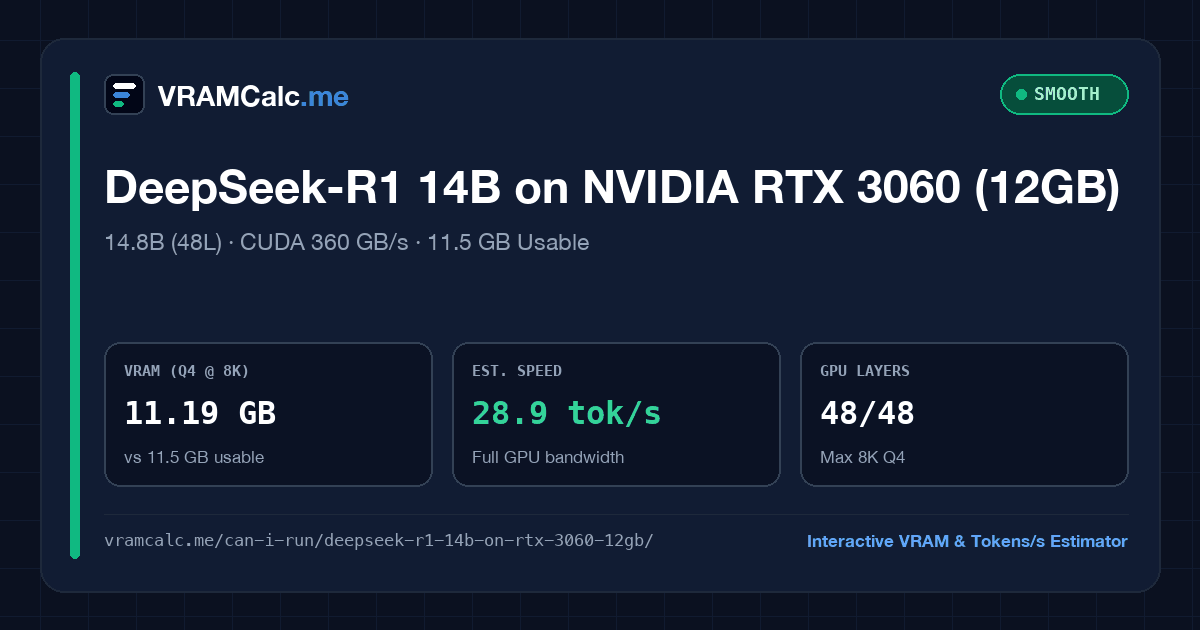 VRAMCalc.me
SMOOTH
DeepSeek-R1 14B on NVIDIA RTX 3060 (12GB)
14.8B (48L) · CUDA 360 GB/s · 11.5 GB Usable
VRAM (Q4 @ 8K)
11.19 GB
vs 11.5 GB usable
EST. SPEED
28.9 tok/s
Full GPU bandwidth
GPU LAYERS
48/48
Max 8K Q4
vramcalc.me/can-i-run/deepseek-r1-14b-on-rtx-3060-12gb/
Interactive VRAM & Tokens/s Estimator